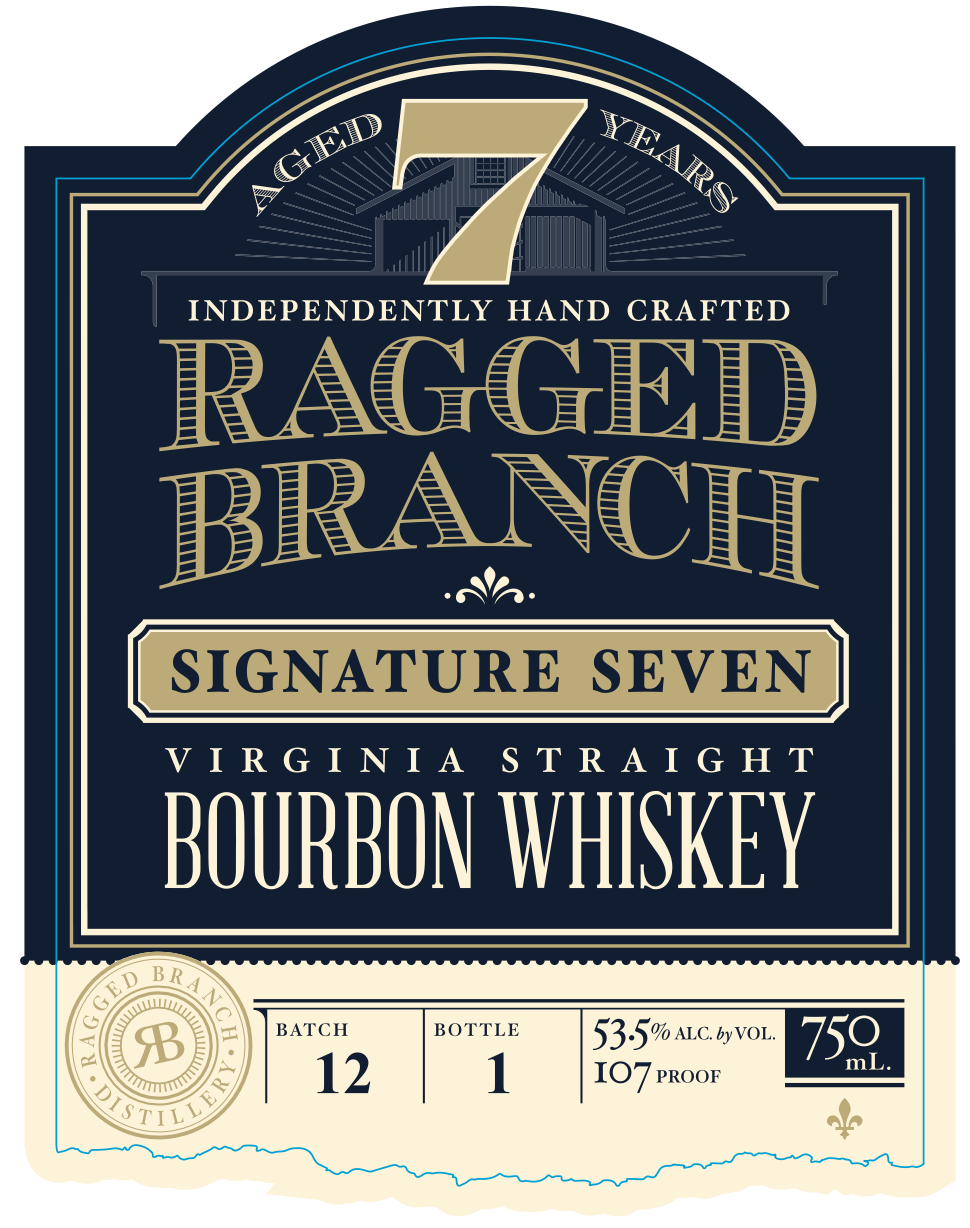 AGED 7 YEARS
INDEPENDENTLY HAND CRAFTED
RAGGED
BRANCH
SIGNATURE SEVEN
VIRGINIA STRAIGHT
BOURBON WHISKEY
RAGGED BRANCH
RB
DISTILLERY
BATCH
12
BOTTLE
1
53.5% ALC. by VOL.
107 PROOF
750
mL.